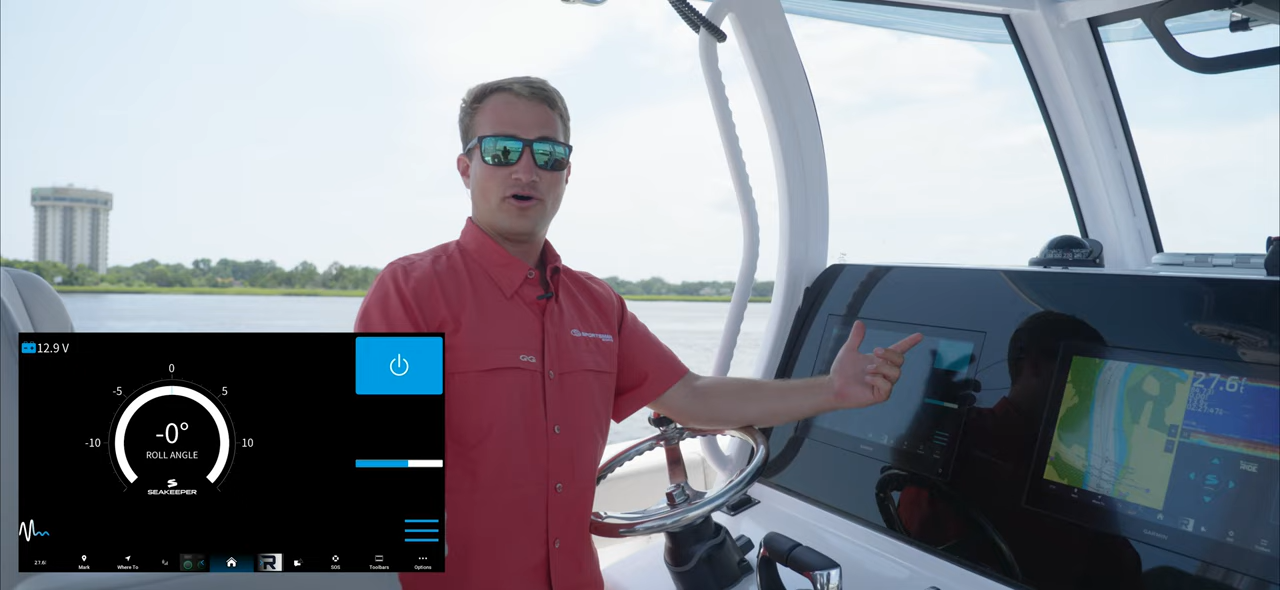 12.9 V
0
-5
5
-10
10
-0°
ROLL ANGLE
SEAKEEPER
27.6
Mark
Where To
R
SOS
Toolbars
Options
27.6
GARMIN